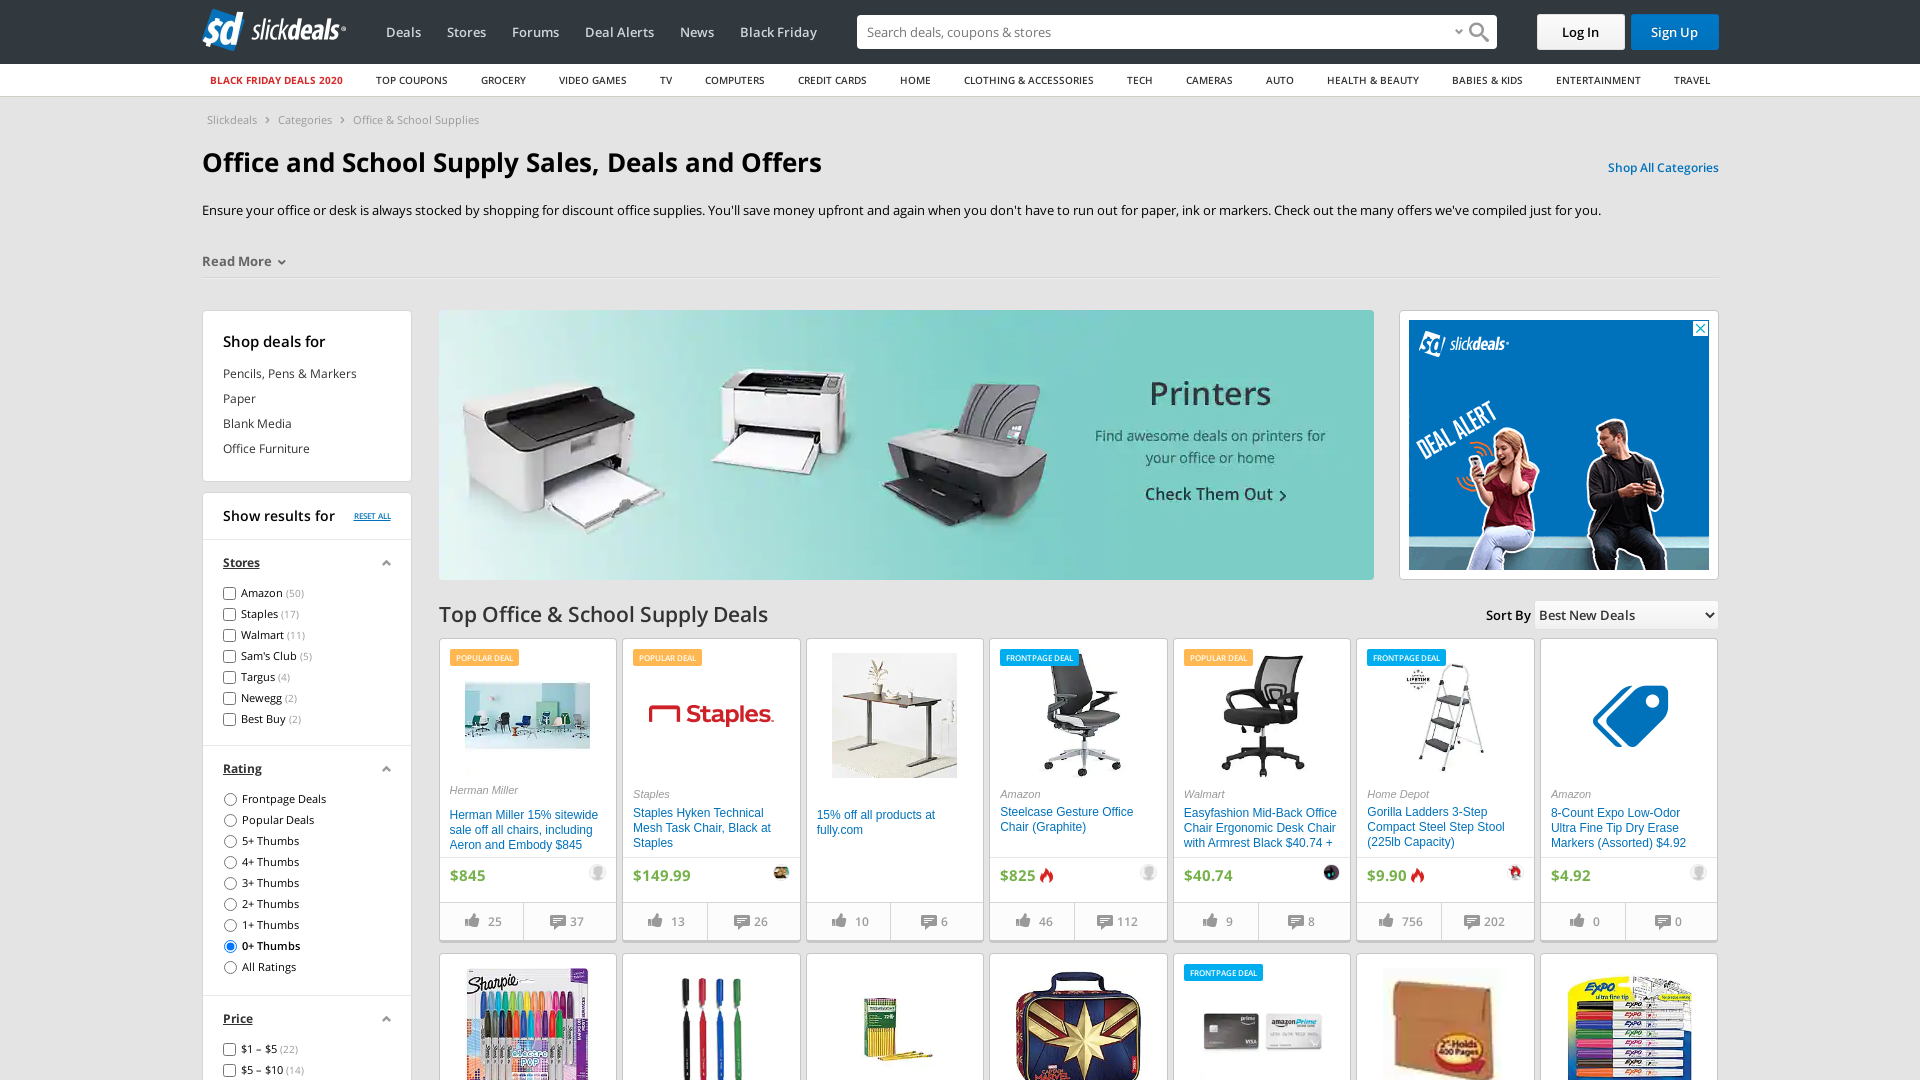 slickdeals
Deals
Stores
Forums
Deal Alerts
News
Black Friday
Search deals, coupons & stores
Log In
Sign Up
BLACK FRIDAY DEALS 2020
TOP COUPONS
GROCERY
VIDEO GAMES
TV
COMPUTERS
CREDIT CARDS
HOME
CLOTHING & ACCESSORIES
TECH
CAMERAS
AUTO
HEALTH & BEAUTY
BABIES & KIDS
ENTERTAINMENT
TRAVEL
Slickdeals > Categories > Office & School Supplies
Office and School Supply Sales, Deals and Offers
Shop All Categories
Ensure your office or desk is always stocked by shopping for discount office supplies. You'll save money upfront and again when you don't have to run out for paper, ink or markers. Check out the many offers we've compiled just for you.
Read More
Shop deals for
Pencils, Pens & Markers
Paper
Blank Media
Office Furniture
Show results for
RESET ALL
Stores
Amazon (50)
Staples (17)
Walmart (11)
Sam's Club (5)
Targus (4)
Newegg (2)
Best Buy (2)
Rating
Frontpage Deals
Popular Deals
5+ Thumbs
4+ Thumbs
3+ Thumbs
2+ Thumbs
1+ Thumbs
0+ Thumbs
All Ratings
Price
$1 – $5 (22)
$5 – $10 (14)
Printers
Find awesome deals on printers for
your office or home
Check Them Out >
slickdeals
DEAL ALERT
Top Office & School Supply Deals
Sort By
Best New Deals
POPULAR DEAL
Herman Miller
Herman Miller 15% sitewide
sale off all chairs, including
Aeron and Embody $845
$845
25
37
POPULAR DEAL
Staples
Staples
Staples Hyken Technical
Mesh Task Chair, Black at
Staples
$149.99
13
26
15% off all products at
fully.com
10
6
FRONTPAGE DEAL
Amazon
Steelcase Gesture Office
Chair (Graphite)
$825
46
112
POPULAR DEAL
Walmart
Easyfashion Mid-Back Office
Chair Ergonomic Desk Chair
with Armrest Black $40.74 +
$40.74
9
8
FRONTPAGE DEAL
LIFETIME
Home Depot
Gorilla Ladders 3-Step
Compact Steel Step Stool
(225lb Capacity)
$9.90
756
202
Amazon
8-Count Expo Low-Odor
Ultra Fine Tip Dry Erase
Markers (Assorted) $4.92
$4.92
0
0
Sharpie
FRONTPAGE DEAL
prime
VISA
amazonPrime
2" Holds
400 Pages
EXPO
ultra fine tip